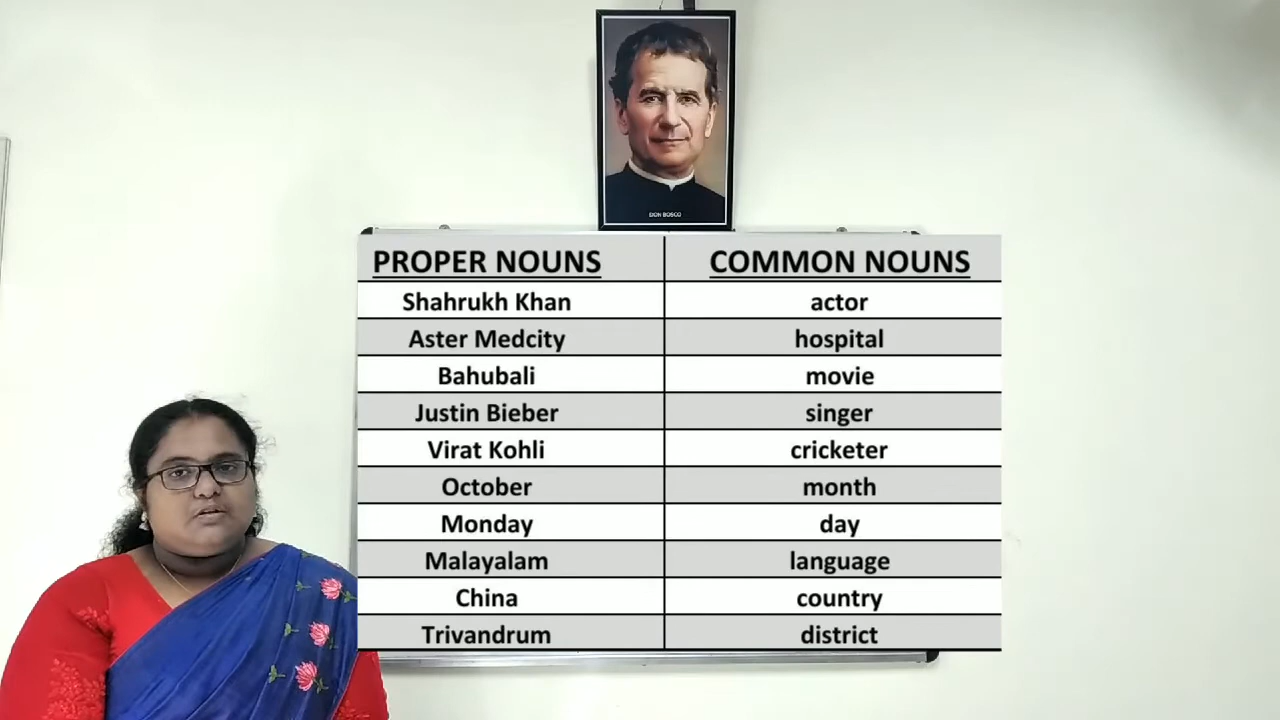 DON BOSCO
PROPER NOUNS COMMON NOUNS
Shahrukh Khan actor
Aster Medcity hospital
Bahubali movie
Justin Bieber singer
Virat Kohli cricketer
October month
Monday day
Malayalam language
China country
Trivandrum district